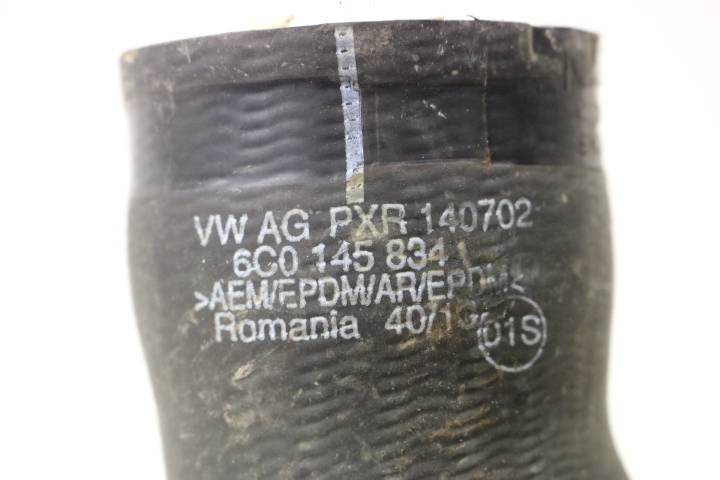 VW AG PXR 140702
6C0 145 834
>AEM/EPDM/AR/EPDM<
Romania
01S